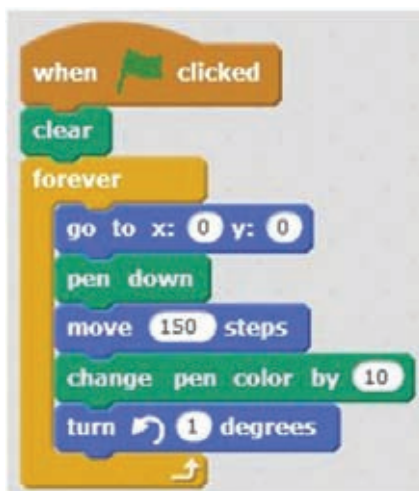 when clicked
clear
forever
go to x: 0 y: 0
pen down
move 150 steps
change pen color by 10
turn 1 degrees